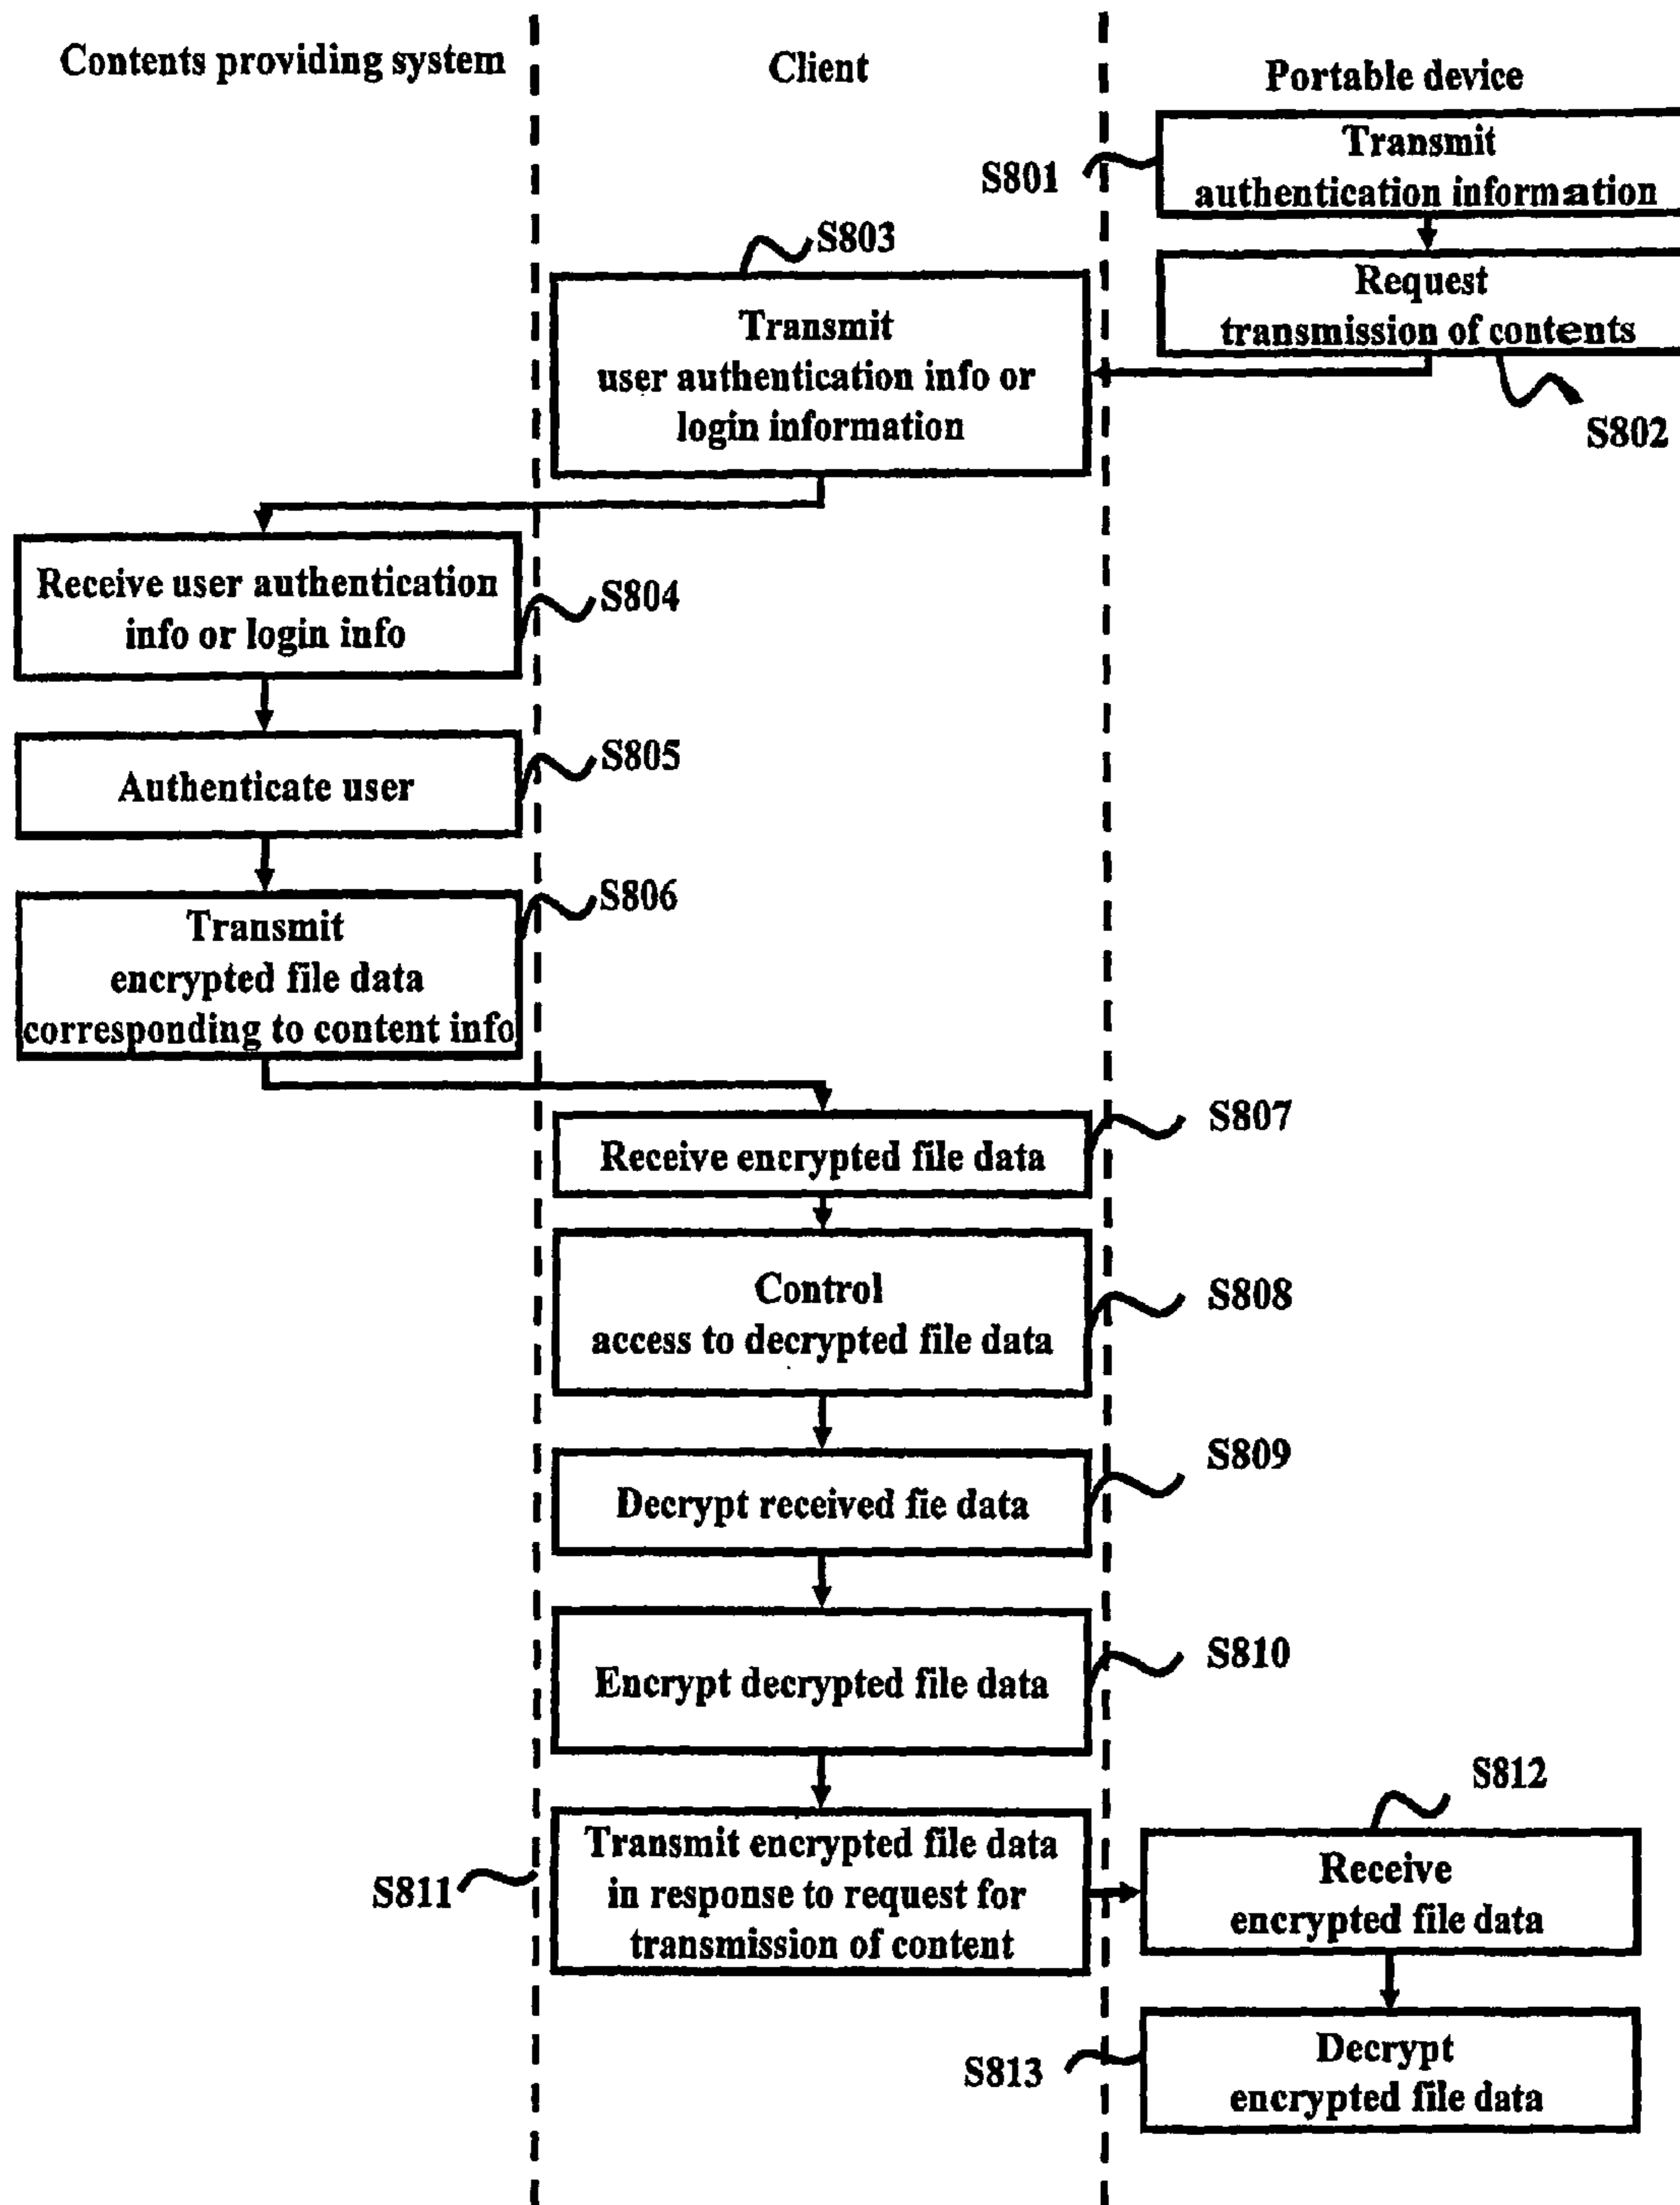 Contents providing system
Client
Portable device
S801
Transmit
authentication information
Request
transmission of contents
S802
S803
Transmit
user authentication info or
login information
Receive user authentication
info or login info
S804
Authenticate user
S805
Transmit
encrypted file data
corresponding to content info
S806
Receive encrypted file data
S807
Control
access to decrypted file data
S808
Decrypt received fie data
S809
Encrypt decrypted file data
S810
Transmit encrypted file data
in response to request for
transmission of content
S811
S812
Receive
encrypted file data
S813
Decrypt
encrypted file data